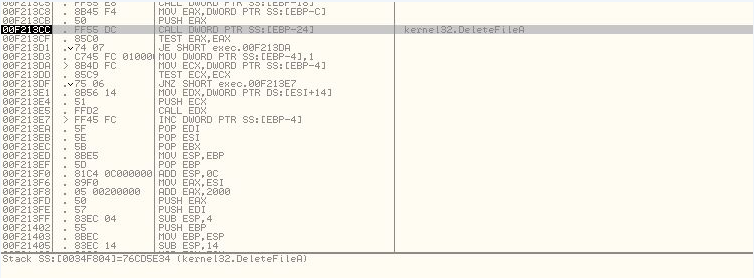 00F213C5 . FF55 E8 CALL DWORD PTR SS:[EBP-18]
00F213C8 . 8B45 F4 MOV EAX,DWORD PTR SS:[EBP-C]
00F213CB . 50 PUSH EAX
00F213CC . FF55 DC CALL DWORD PTR SS:[EBP-24] kernel32.DeleteFileA
00F213CF . 85C0 TEST EAX,EAX
00F213D1 .˅74 07 JE SHORT exec.00F213DA
00F213D3 . C745 FC 010000 MOV DWORD PTR SS:[EBP-4],1
00F213DA > 8B4D FC MOV ECX,DWORD PTR SS:[EBP-4]
00F213DD . 85C9 TEST ECX,ECX
00F213DF .˅75 06 JNZ SHORT exec.00F213E7
00F213E1 . 8B56 14 MOV EDX,DWORD PTR DS:[ESI+14]
00F213E4 . 51 PUSH ECX
00F213E5 . FFD2 CALL EDX
00F213E7 > FF45 FC INC DWORD PTR SS:[EBP-4]
00F213EA . 5F POP EDI
00F213EB . 5E POP ESI
00F213EC . 5B POP EBX
00F213ED . 8BE5 MOV ESP,EBP
00F213EF . 5D POP EBP
00F213F0 . 81C4 0C000000 ADD ESP,0C
00F213F6 . 89F0 MOV EAX,ESI
00F213F8 . 05 00200000 ADD EAX,2000
00F213FD . 50 PUSH EAX
00F213FE . 57 PUSH EDI
00F213FF . 83EC 04 SUB ESP,4
00F21402 . 55 PUSH EBP
00F21403 . 8BEC MOV EBP,ESP
00F21405 . 83EC 14 SUB ESP,14
Stack SS:[0034F804]=76CD5E34 (kernel32.DeleteFileA)